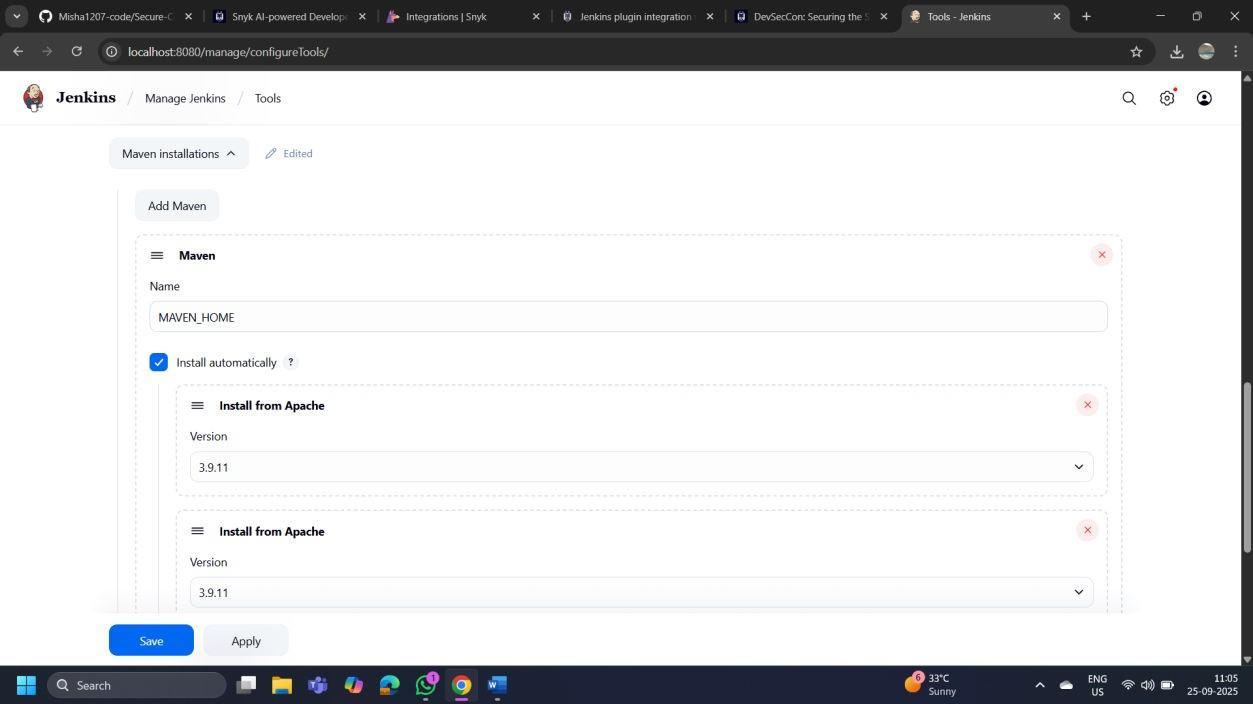 Misha1207-code/Secure-C
Snyk AI-powered Develope
Integrations | Snyk
Jenkins plugin integration
DevSecCon: Securing the S
Tools - Jenkins
localhost:8080/manage/configureTools/
Jenkins / Manage Jenkins / Tools
Maven installations Edited
Add Maven
Maven
Name
MAVEN_HOME
Install automatically ?
Install from Apache
Version
3.9.11
Install from Apache
Version
3.9.11
Save Apply
Search
1
6 33°C
Sunny
ENG
US
11:05
25-09-2025